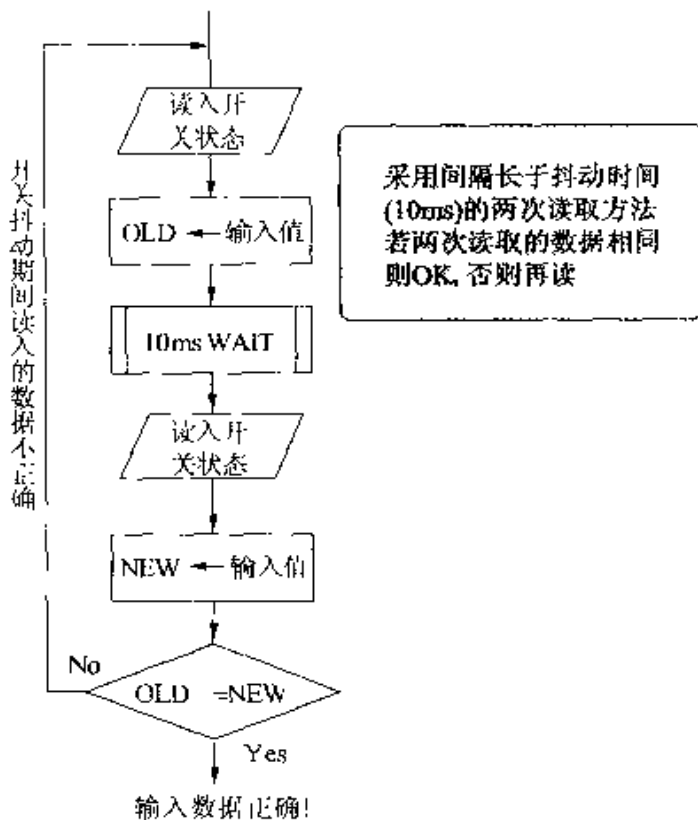 读入开
关状态
OLD ← 输入值
10ms WAIT
读入开
关状态
NEW ← 输入值
OLD =NEW
No
Yes
输入数据正确!
开关抖动期间读入的数据不正确
采用间隔长于抖动时间
(10ms)的两次读取方法
若两次读取的数据相同
则OK, 否则再读